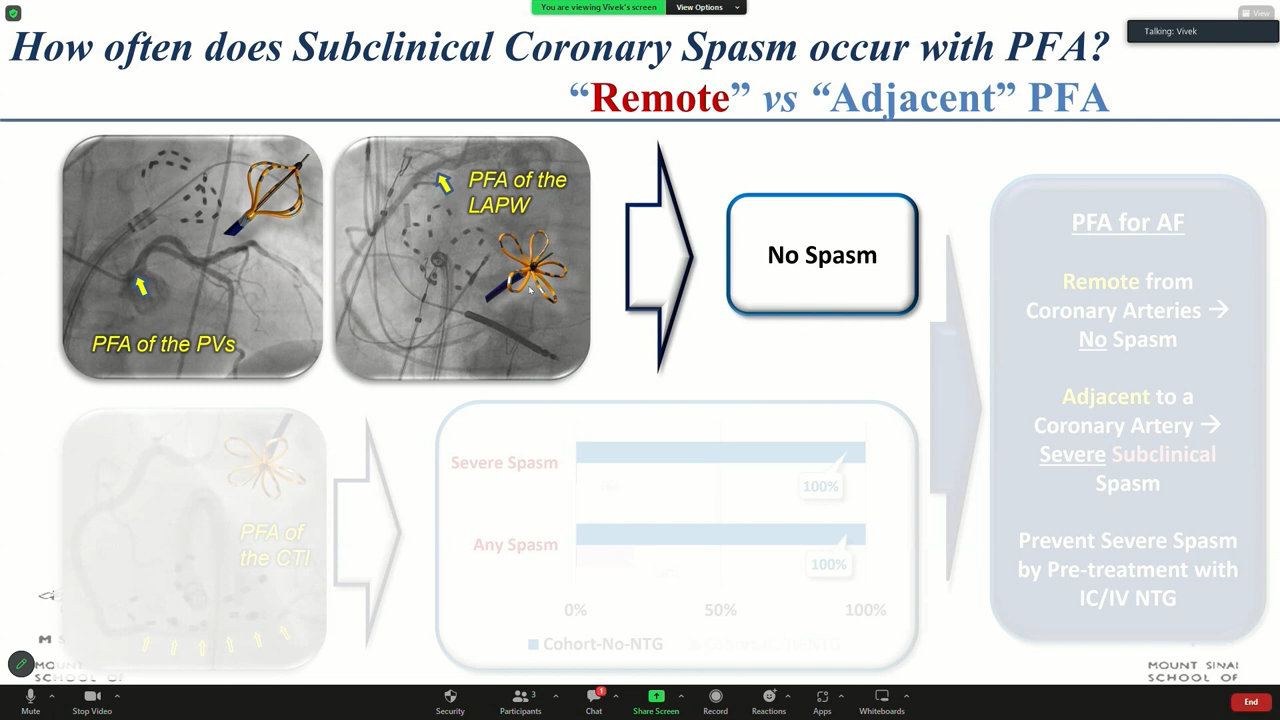 You are viewing Vivek's screen
View Options
View
Talking: Vivek
How often does Subclinical Coronary Spasm occur with PFA?
“Remote” vs “Adjacent” PFA
PFA of the PVs
PFA of the
LAPW
No Spasm
PFA of
the CTI
Severe Spasm
100%
Any Spasm
100%
0%
50%
100%
Cohort-No-NTG
PFA for AF
Remote from
Coronary Arteries →
No Spasm
Adjacent to a
Coronary Artery →
Severe Subclinical
Spasm
Prevent Severe Spasm
by Pre-treatment with
IC/IV NTG
MOUNT SINAI
SCHOOL OF
Mute
Stop Video
Security
3
Participants
1
Chat
Share Screen
Record
Reactions
Apps
Whiteboards
End